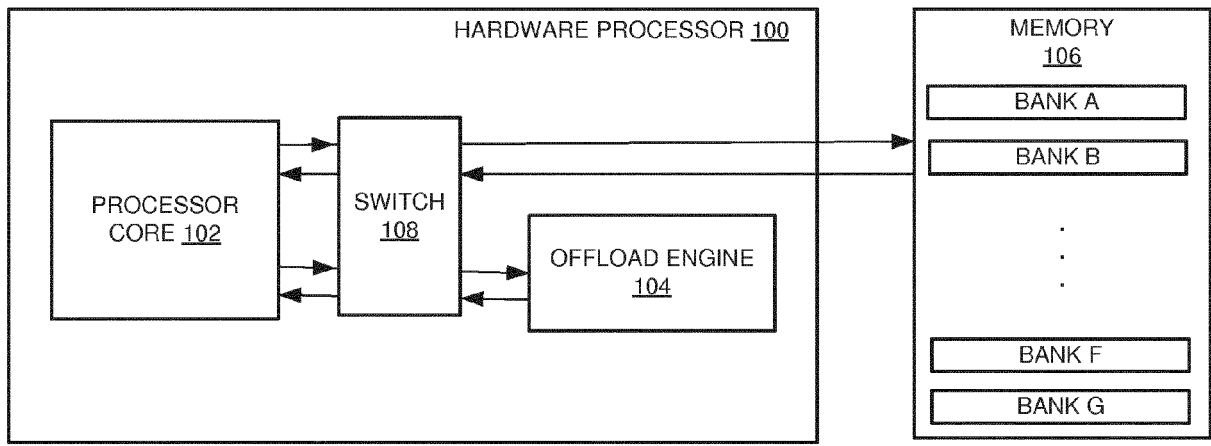 HARDWARE PROCESSOR 100
PROCESSOR
CORE 102
SWITCH
108
OFFLOAD ENGINE
104
MEMORY
106
BANK A
BANK B
BANK F
BANK G